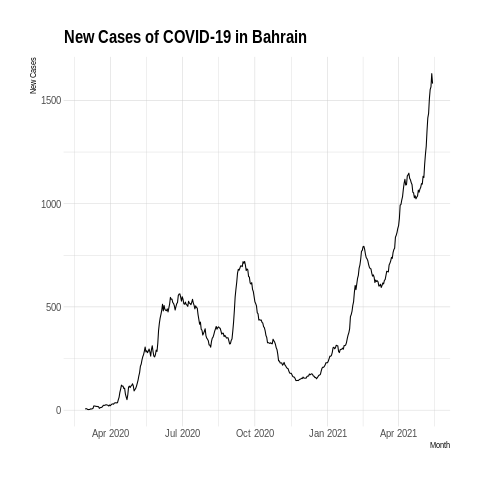 New Cases of COVID-19 in Bahrain
New Cases
1500
1000
500
0
Apr 2020 Jul 2020 Oct 2020 Jan 2021 Apr 2021
Month